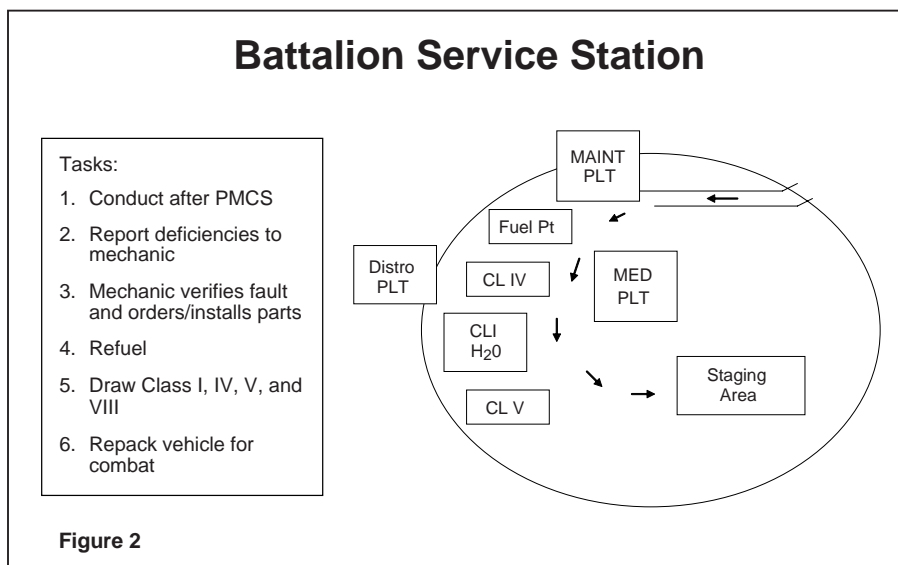 Battalion Service Station
Tasks:
1. Conduct after PMCS
2. Report deficiencies to
mechanic
3. Mechanic verifies fault
and orders/installs parts
4. Refuel
5. Draw Class I, IV, V, and
VIII
6. Repack vehicle for
combat
MAINT
PLT
Fuel Pt
Distro
PLT
CL IV
MED
PLT
CLI
H20
Staging
Area
CL V
Figure 2